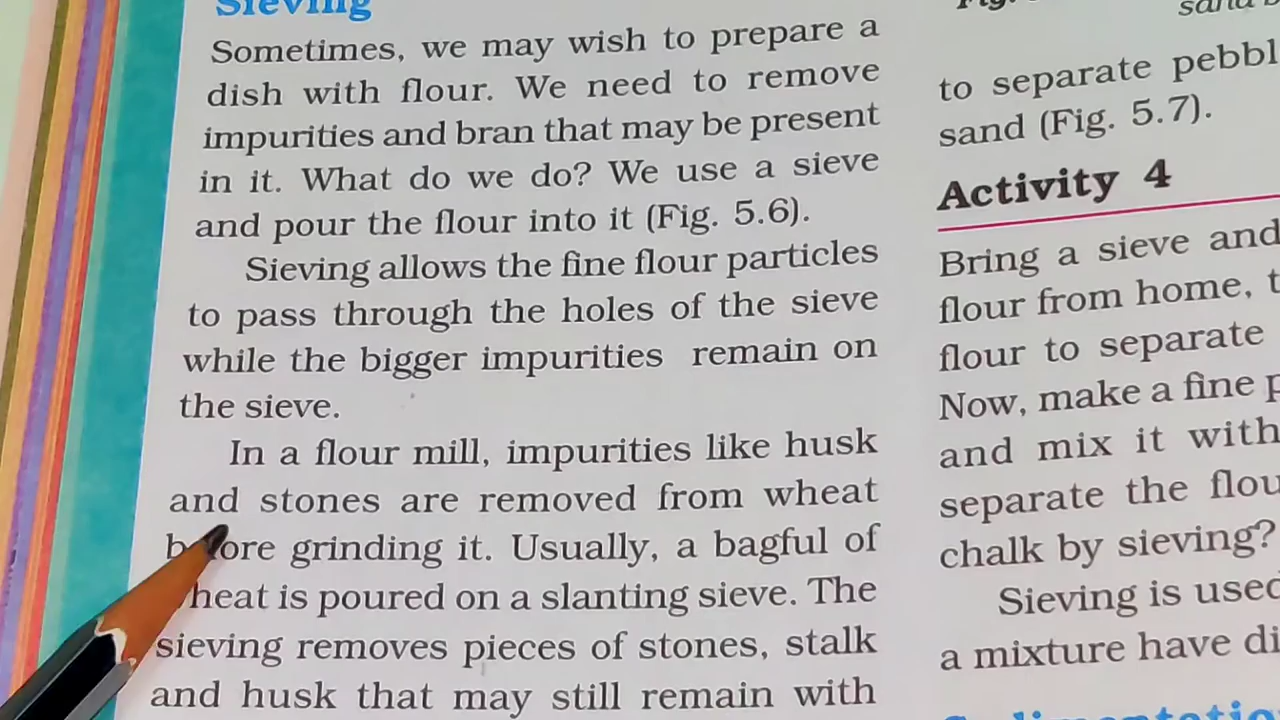 Sieving
Sometimes, we may wish to prepare a
dish with flour. We need to remove
impurities and bran that may be present
in it. What do we do? We use a sieve
and pour the flour into it (Fig. 5.6).
Sieving allows the fine flour particles
to pass through the holes of the sieve
while the bigger impurities remain on
the sieve.
In a flour mill, impurities like husk
and stones are removed from wheat
before grinding it. Usually, a bagful of
wheat is poured on a slanting sieve. The
sieving removes pieces of stones, stalk
and husk that may still remain with
Fig.
sand
to separate pebbl
sand (Fig. 5.7).
Activity 4
Bring a sieve and
flour from home, t
flour to separate
Now, make a fine p
and mix it with
separate the flou
chalk by sieving?
Sieving is used
a mixture have di